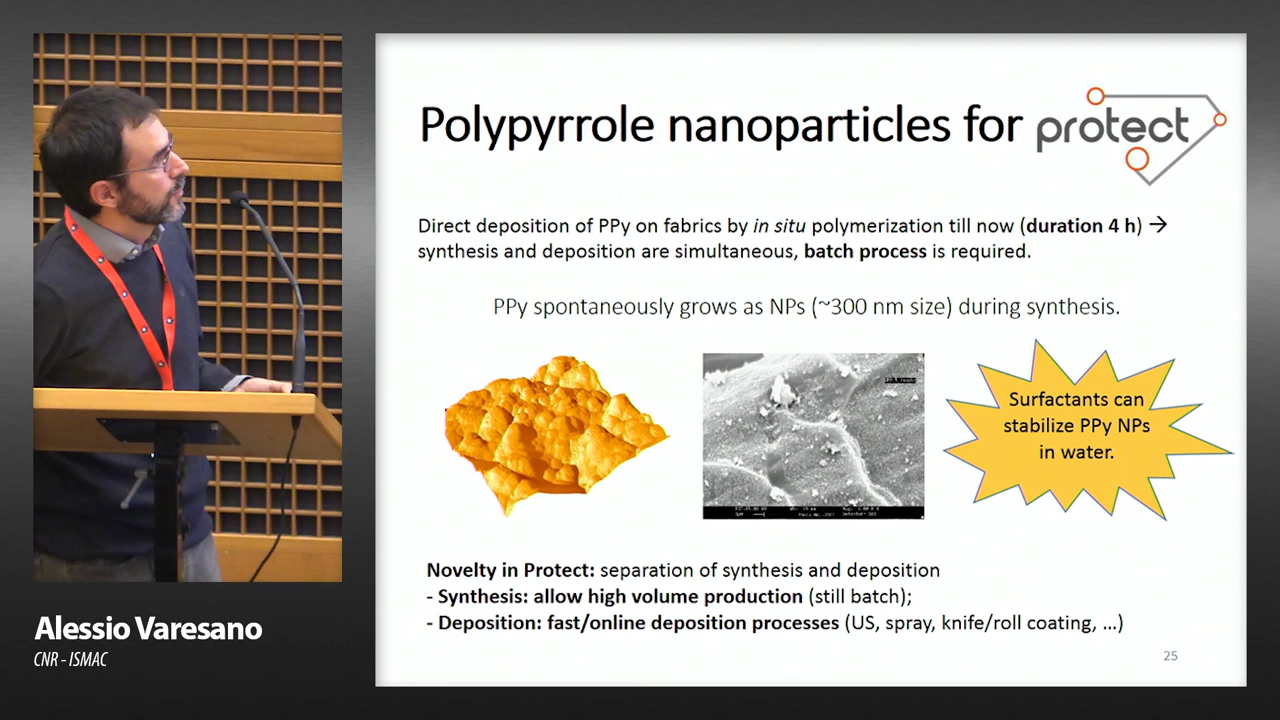 Polypyrrole nanoparticles for protect
Direct deposition of PPy on fabrics by in situ polymerization till now (duration 4 h) →
synthesis and deposition are simultaneous, batch process is required.
PPy spontaneously grows as NPs (~300 nm size) during synthesis.
Surfactants can
stabilize PPy NPs
in water.
Novelty in Protect: separation of synthesis and deposition
- Synthesis: allow high volume production (still batch);
- Deposition: fast/online deposition processes (US, spray, knife/roll coating, ...)
25
Alessio Varesano
CNR - ISMAC